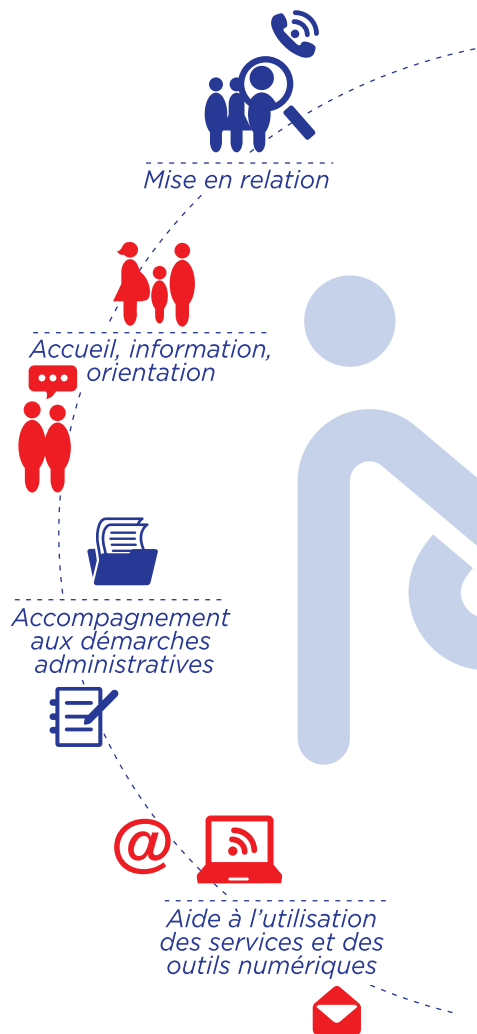 Mise en relation
Accueil, information,
orientation
Accompagnement
aux démarches
administratives
@
Aide à l’utilisation
des services et des
outils numériques